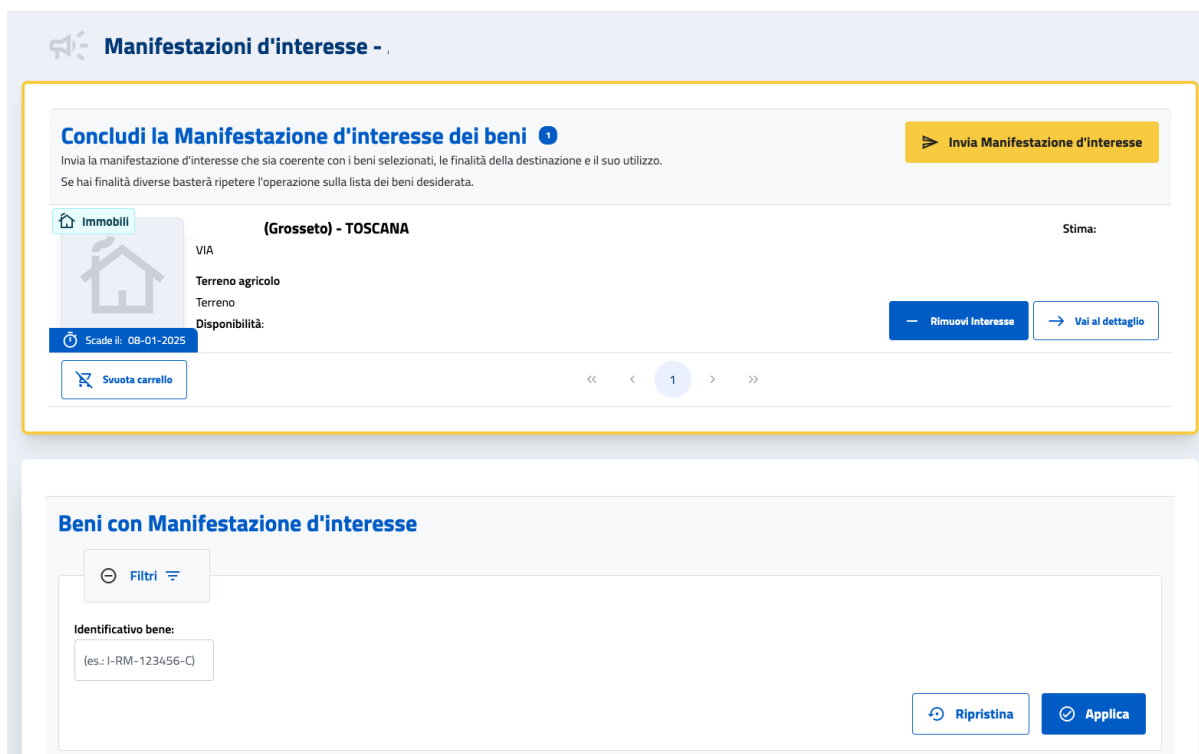 Manifestazioni d'interesse -
Concludi la Manifestazione d'interesse dei beni 1
Invia Manifestazione d'interesse
Invia la manifestazione d'interesse che sia coerente con i beni selezionati, le finalità della destinazione e il suo utilizzo.
Se hai finalità diverse basterà ripetere l'operazione sulla lista dei beni desiderata.
Immobili
(Grosseto) - TOSCANA
Stima:
VIA
Terreno agricolo
Terreno
Disponibilità:
Rimuovi Interesse
Vai al dettaglio
Scade il: 08-01-2025
Svuota carrello
<< < 1 > >>
Beni con Manifestazione d'interesse
Filtri
Identificativo bene:
(es.: I-RM-123456-C)
Ripristina
Applica